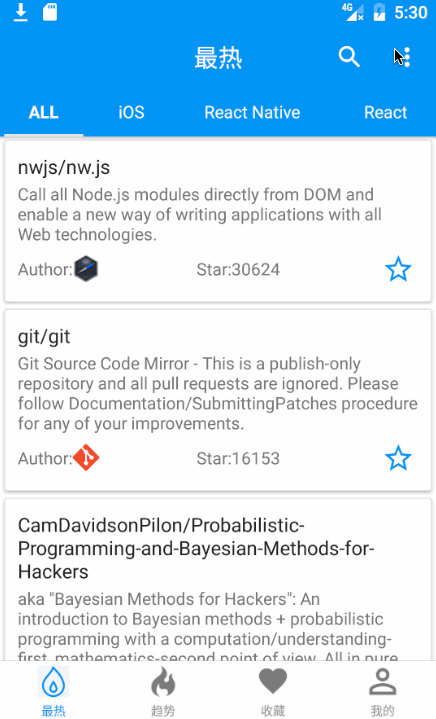 4G 5:30
最热
ALL iOS React Native React
nwjs/nw.js
Call all Node.js modules directly from DOM and
enable a new way of writing applications with all
Web technologies.
Author: Star:30624
git/git
Git Source Code Mirror - This is a publish-only
repository and all pull requests are ignored. Please
follow Documentation/SubmittingPatches procedure
for any of your improvements.
Author: Star:16153
CamDavidsonPilon/Probabilistic-
Programming-and-Bayesian-Methods-for-
Hackers
aka "Bayesian Methods for Hackers": An
introduction to Bayesian methods + probabilistic
programming with a computation/understanding-
first, mathematics-second point of view. All in pure
最热 趋势 收藏 我的